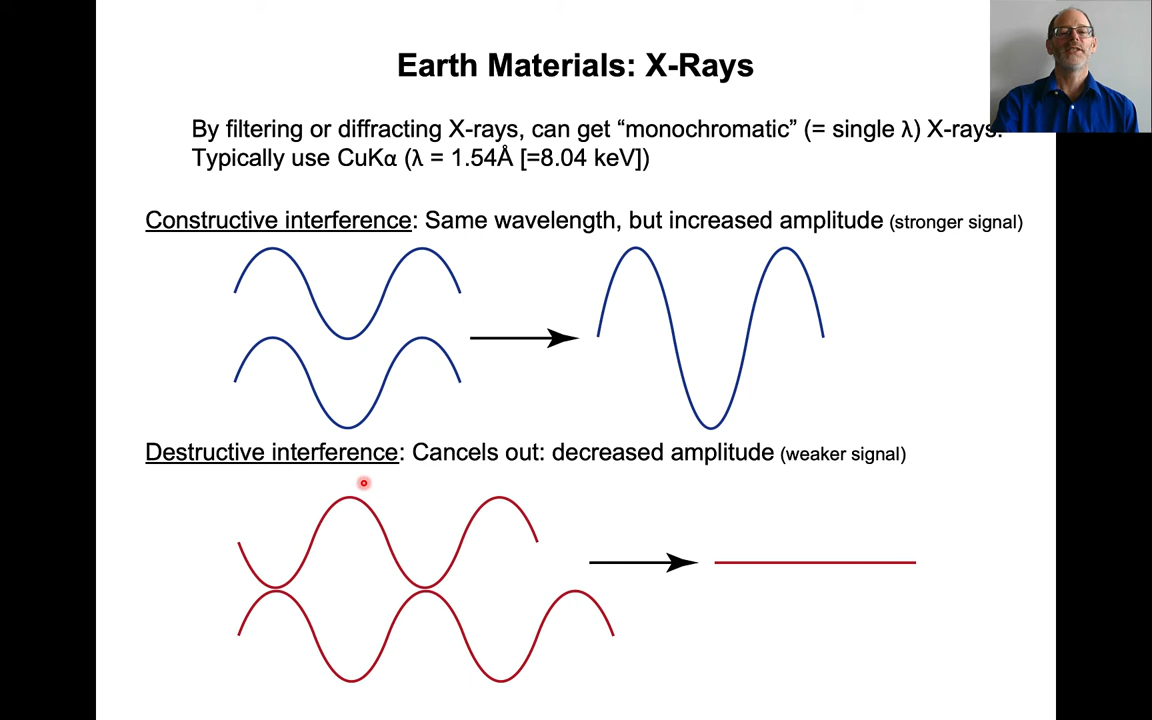 Earth Materials: X-Rays
By filtering or diffracting X-rays, can get “monochromatic” (= single λ) X-rays.
Typically use CuKα (λ = 1.54Å [=8.04 keV])
Constructive interference: Same wavelength, but increased amplitude (stronger signal)
Destructive interference: Cancels out: decreased amplitude (weaker signal)